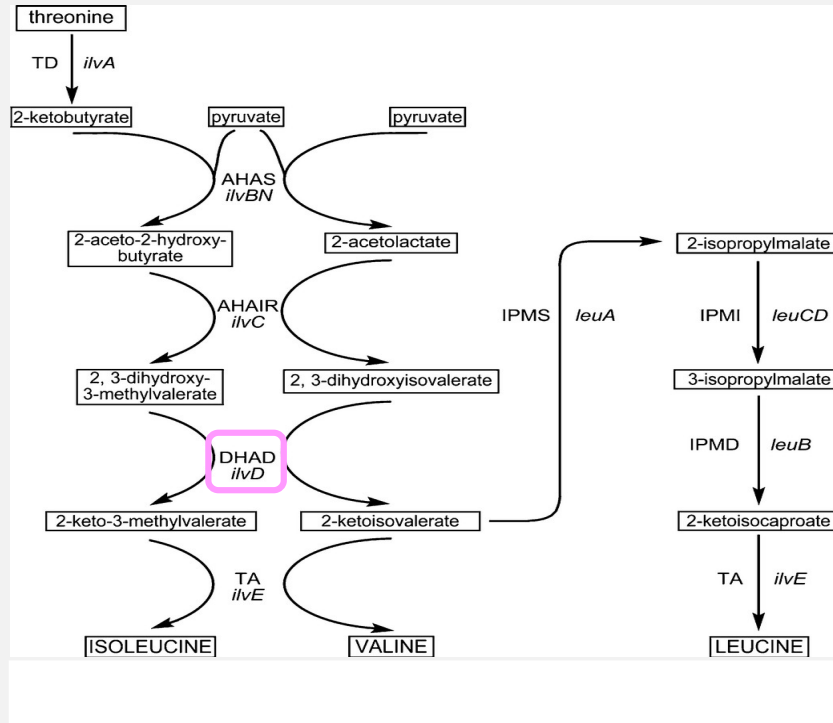 threonine
TD ilvA
2-ketobutyrate
pyruvate
pyruvate
AHAS
ilvBN
2-aceto-2-hydroxy-
butyrate
2-acetolactate
2-isopropylmalate
AHAIR
ilvC
IPMS leuA
IPMI leuCD
2, 3-dihydroxy-
3-methylvalerate
2, 3-dihydroxyisovalerate
3-isopropylmalate
DHAD
ilvD
IPMD leuB
2-keto-3-methylvalerate
2-ketoisovalerate
2-ketoisocaproate
TA
ilvE
TA ilvE
ISOLEUCINE
VALINE
LEUCINE